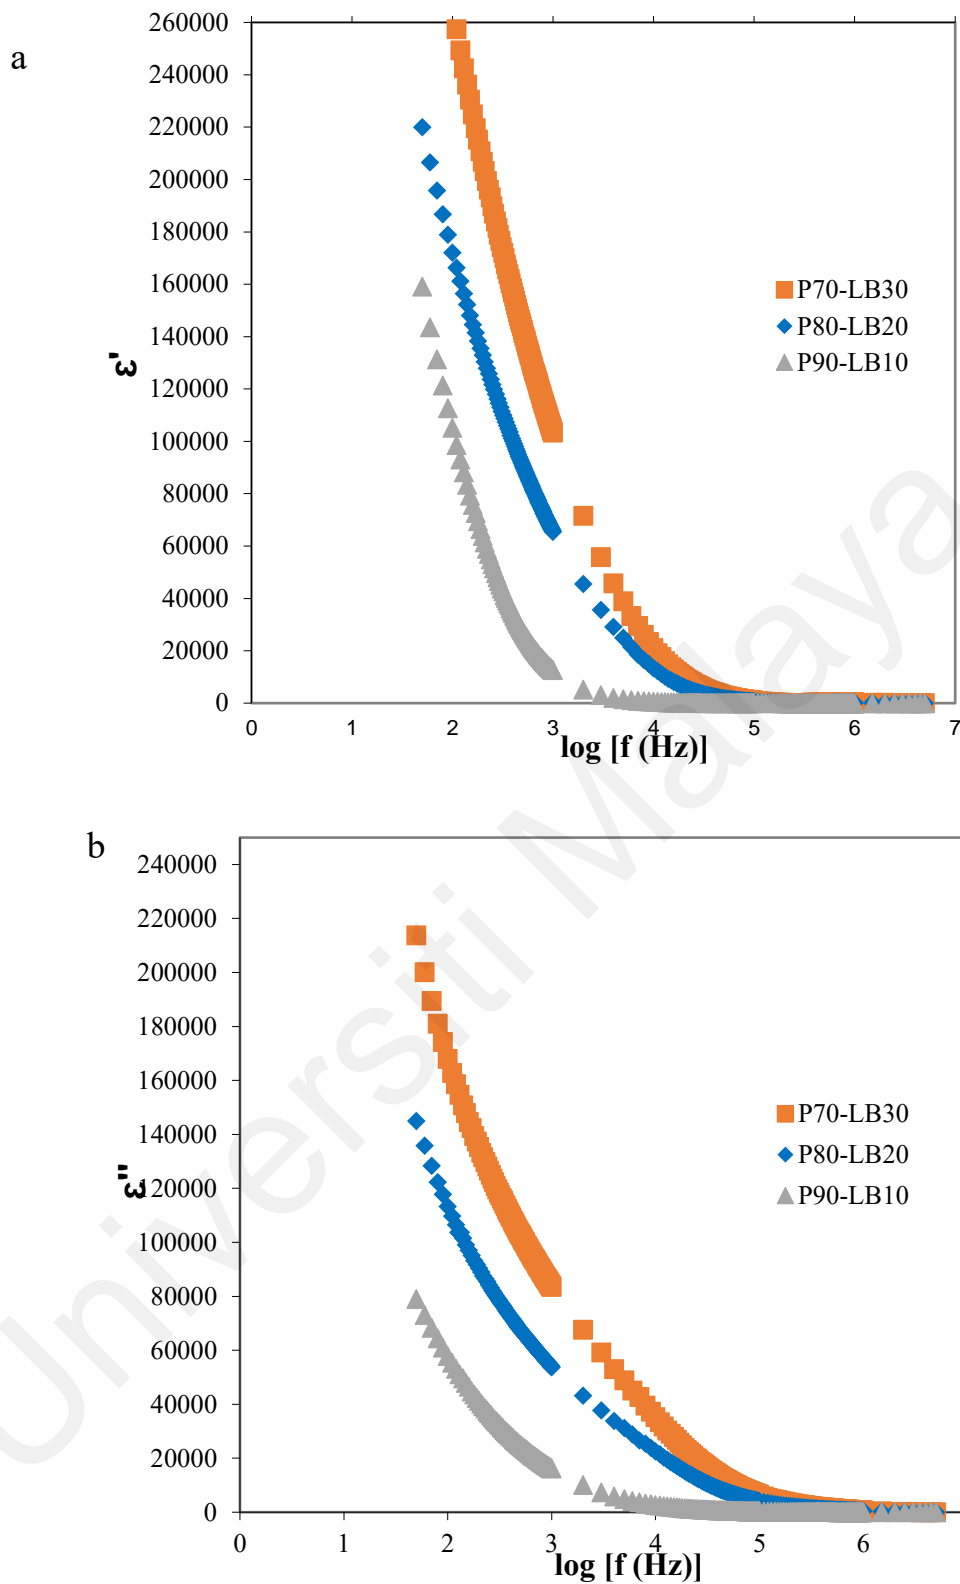 a
260000
240000
220000
200000
180000
160000
140000
120000
100000
80000
60000
40000
20000
0
ε'
P70-LB30
P80-LB20
P90-LB10
0 1 2 3 4 5 6 7
log [f (Hz)]
b
240000
220000
200000
180000
160000
140000
120000
100000
80000
60000
40000
20000
0
ε"
P70-LB30
P80-LB20
P90-LB10
0 1 2 3 4 5 6
log [f (Hz)]
Universiti Malaya